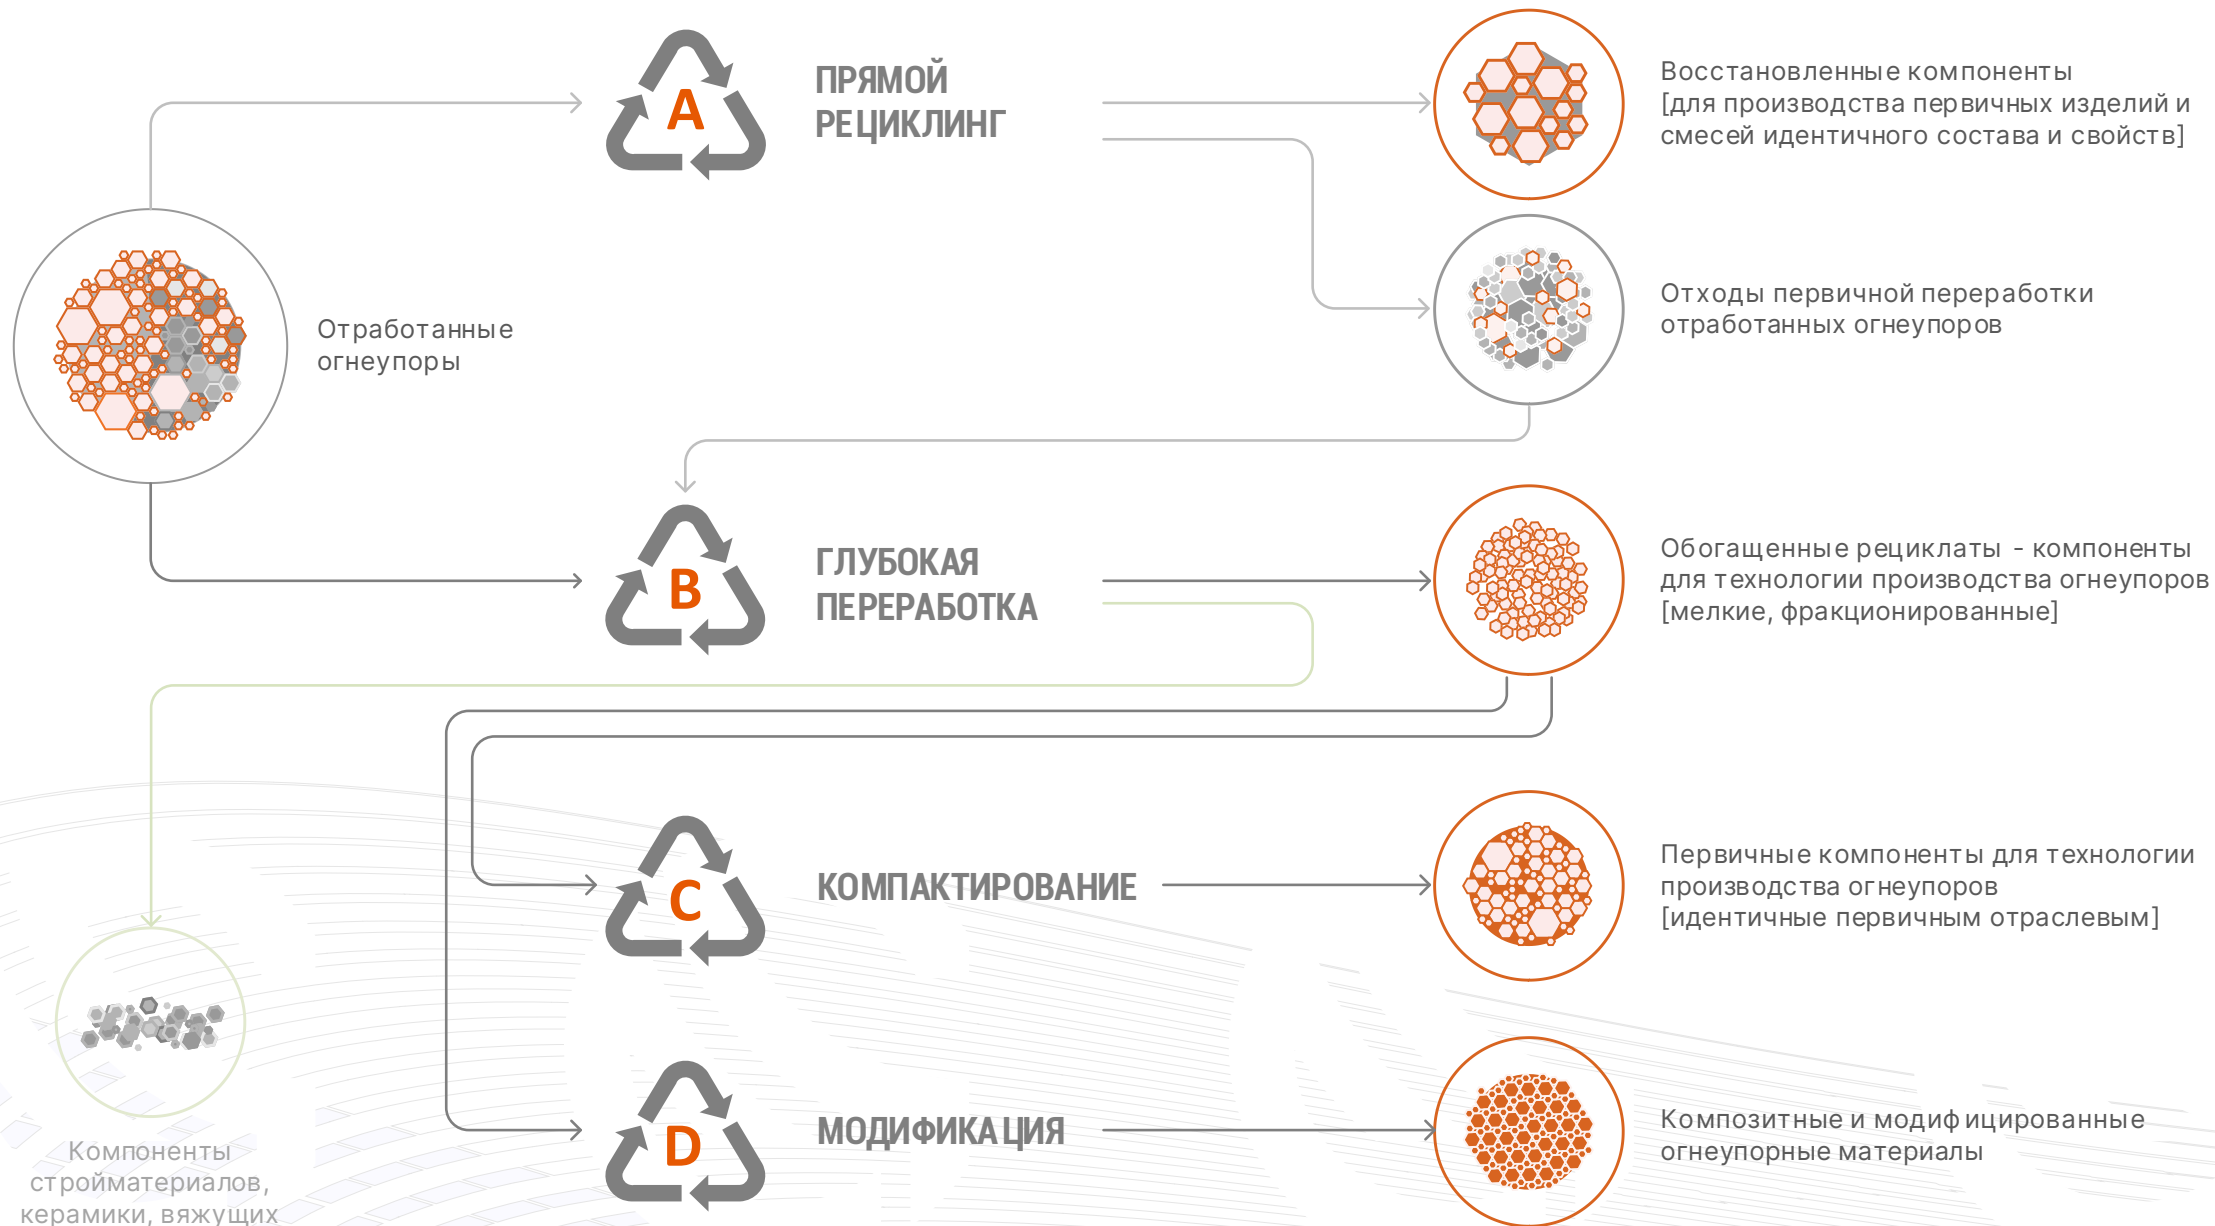 A
ПРЯМОЙ
РЕЦИКЛИНГ
Восстановленные компоненты
[для производства первичных изделий и
смесей идентичного состава и свойств]
Отработанные
огнеупоры
Отходы первичной переработки
отработанных огнеупоров
B
ГЛУБОКАЯ
ПЕРЕРАБОТКА
Обогащенные рециклаты - компоненты
для технологии производства огнеупоров
[мелкие, фракционированные]
C
КОМПАКТИРОВАНИЕ
Первичные компоненты для технологии
производства огнеупоров
[идентичные первичным отраслевым]
D
МОДИФИКАЦИЯ
Композитные и модифицированные
огнеупорные материалы
Компоненты
стройматериалов,
керамики, вяжущих